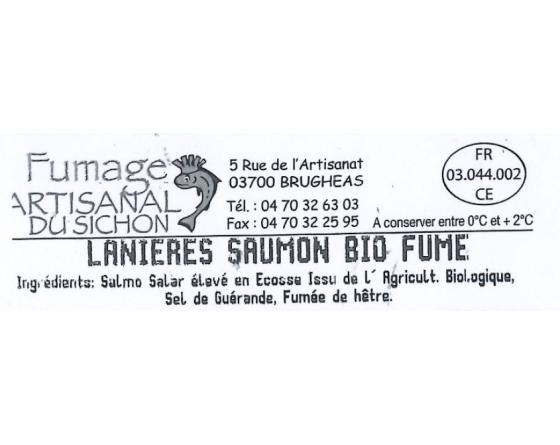 Fumage
ARTISANAL
DU SICHON
5 Rue de l'Artisanat
03700 BRUGHEAS
Tél. : 04 70 32 63 03
Fax : 04 70 32 25 95
A conserver entre 0°C et + 2°C
FR
03.044.002
CE
LANIERES SAUMON BIO FUME
Ingrédients: Salmo Salar élevé en Ecosse Issu de l' Agricult. Biologique,
Sel de Guérande, Fumée de hêtre.